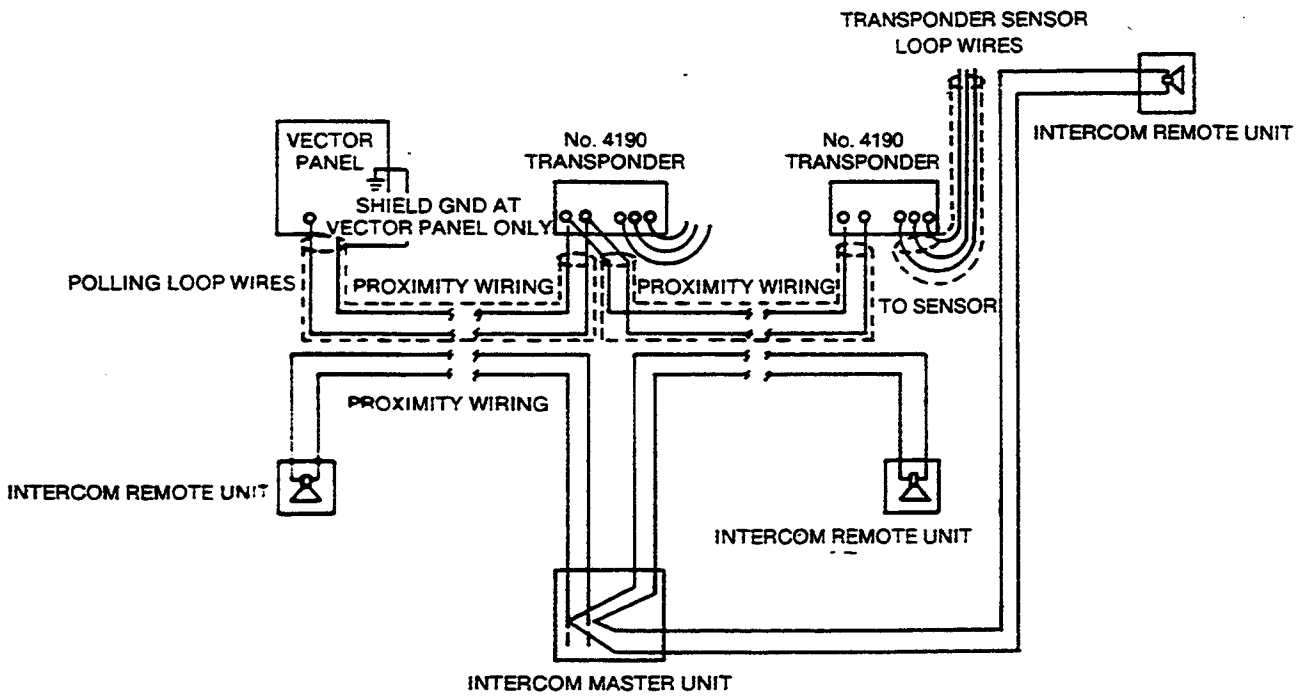 TRANSPONDER SENSOR
LOOP WIRES
INTERCOM REMOTE UNIT
VECTOR
PANEL
No. 4190
TRANSPONDER
No. 4190
TRANSPONDER
SHIELD GND AT
VECTOR PANEL ONLY
POLLING LOOP WIRES
PROXIMITY WIRING
PROXIMITY WIRING
TO SENSOR
PROXIMITY WIRING
INTERCOM REMOTE UNIT
INTERCOM REMOTE UNIT
INTERCOM MASTER UNIT